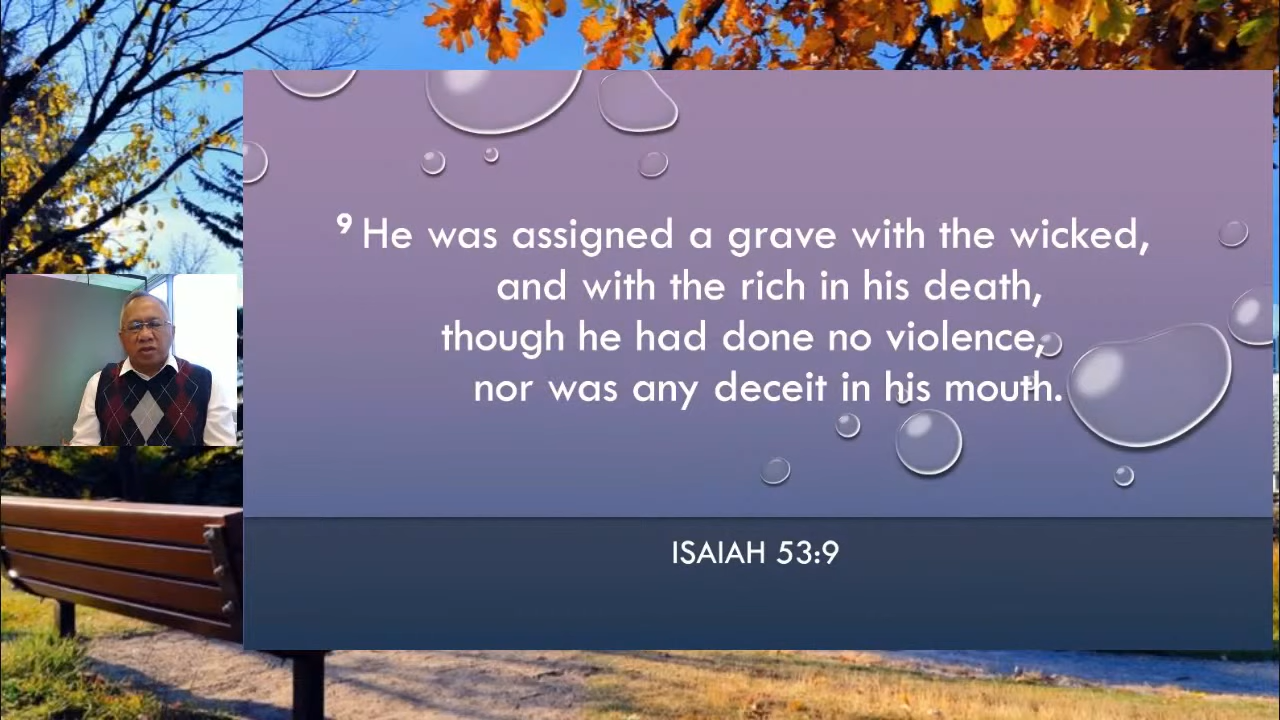 ⁹ He was assigned a grave with the wicked,
and with the rich in his death,
though he had done no violence,
nor was any deceit in his mouth.
ISAIAH 53:9